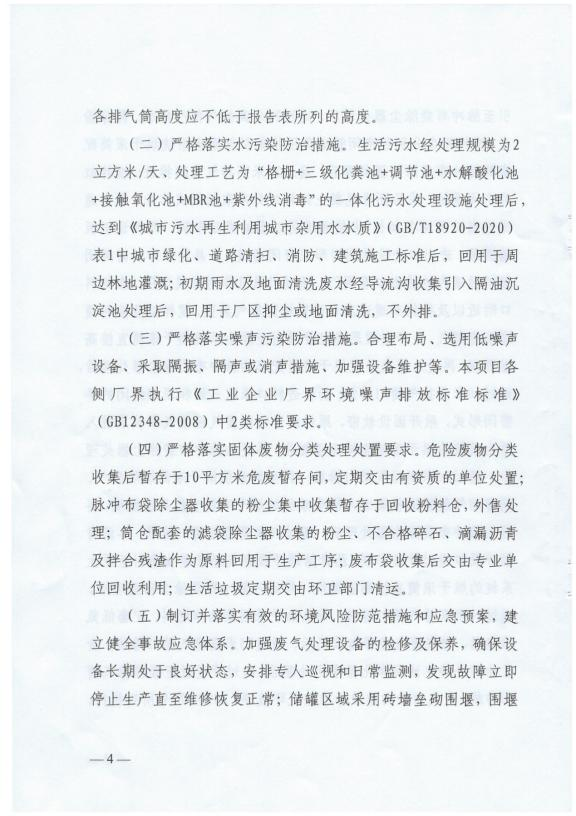 各排气筒高度应不低于报告表所列的高度。
（二）严格落实水污染防治措施。生活污水经处理规模为2
立方米/天、处理工艺为“格栅+三级化粪池+调节池+水解酸化池
+接触氧化池+MBR池+紫外线消毒”的一体化污水处理设施处理后，
达到《城市污水再生利用城市杂用水水质》(GB/T18920-2020)
表1中城市绿化、道路清扫、消防、建筑施工标准后，回用于周
边林地灌溉；初期雨水及地面清洗废水经导流沟收集引入隔油沉
淀池处理后，回用于厂区抑尘或地面清洗，不外排。
（三）严格落实噪声污染防治措施。合理布局、选用低噪声
设备、采取隔振、隔声或消声措施、加强设备维护等。本项目各
侧厂界执行《工业企业厂界环境噪声排放标准标准》
(GB12348-2008)中2类标准要求。
（四）严格落实固体废物分类处理处置要求。危险废物分类
收集后暂存于10平方米危废暂存间，定期交由有资质的单位处置；
脉冲布袋除尘器收集的粉尘集中收集暂存于回收粉料仓，外售处
理；筒仓配套的滤袋除尘器收集的粉尘、不合格碎石、滴漏沥青
及拌合残渣作为原料回用于生产工序；废布袋收集后交由专业单
位回收利用；生活垃圾定期交由环卫部门清运。
（五）制订并落实有效的环境风险防范措施和应急预案，建
立健全事故应急体系。加强废气处理设备的检修及保养，确保设
备长期处于良好状态，安排专人巡视和日常监测，发现故障立即
停止生产直至维修恢复正常；储罐区域采用砖墙垒砌围堰，围堰
—4—